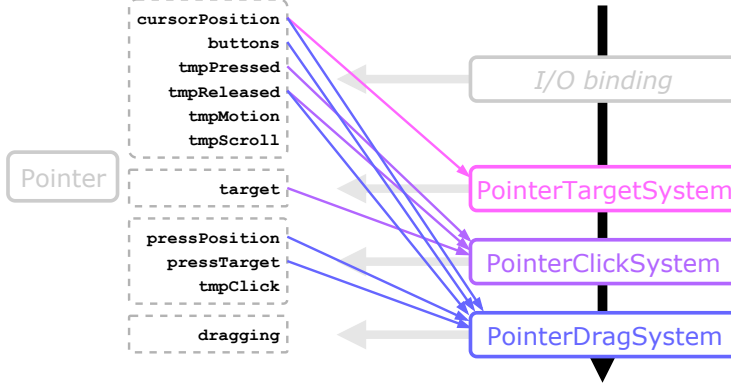 cursorPosition
buttons
tmpPressed
tmpReleased
tmpMotion
tmpScroll
I/O binding
Pointer
target
PointerTargetSystem
pressPosition
pressTarget
tmpClick
PointerClickSystem
dragging
PointerDragSystem